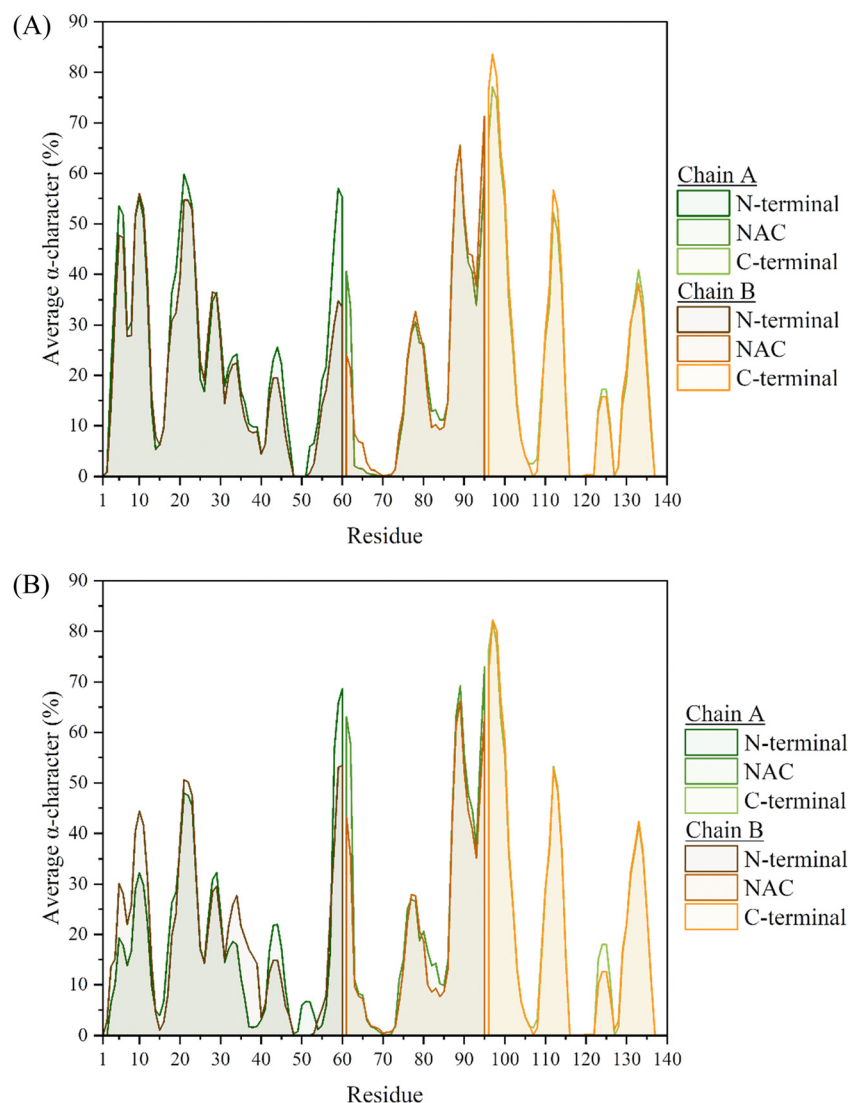 (A)
90
80
70
60
50
40
30
20
10
0
Average α-character (%)
1 10 20 30 40 50 60 70 80 90 100 110 120 130 140
Residue
Chain A
N-terminal
NAC
C-terminal
Chain B
N-terminal
NAC
C-terminal
(B)
90
80
70
60
50
40
30
20
10
0
Average α-character (%)
1 10 20 30 40 50 60 70 80 90 100 110 120 130 140
Residue
Chain A
N-terminal
NAC
C-terminal
Chain B
N-terminal
NAC
C-terminal